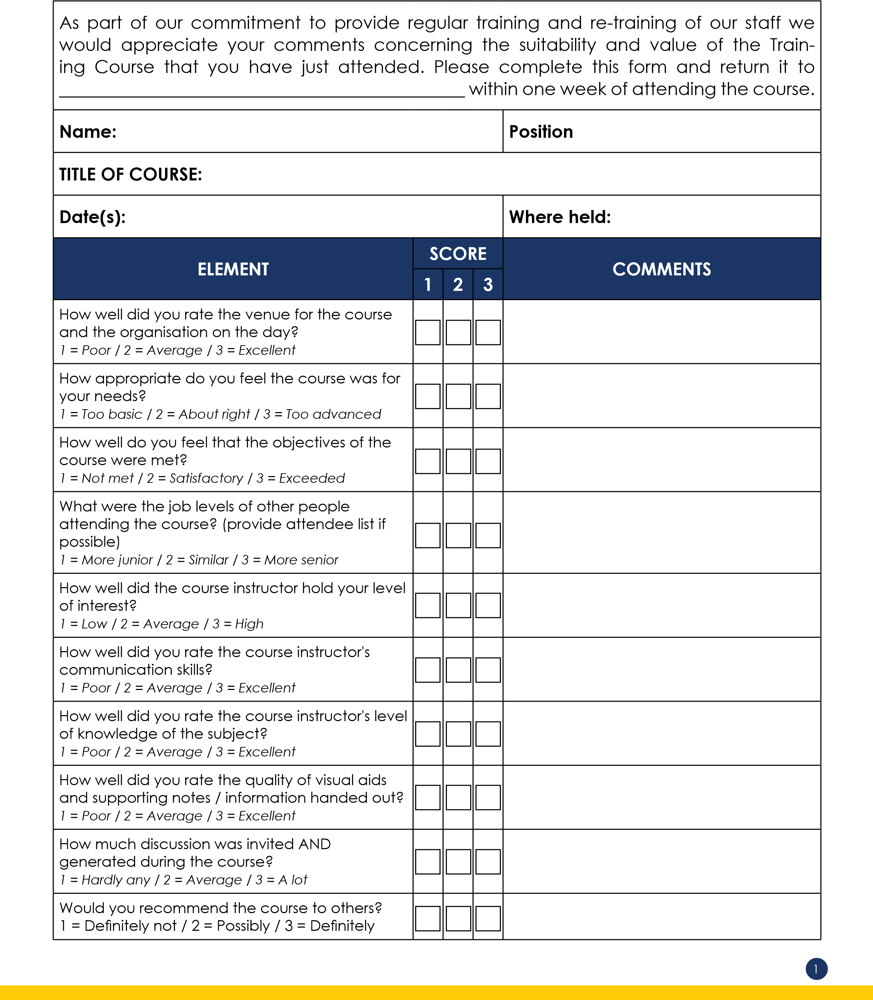 As part of our commitment to provide regular training and re-training of our staff we
would appreciate your comments concerning the suitability and value of the Train-
ing Course that you have just attended. Please complete this form and return it to
______________________________________ within one week of attending the course.
Name:
Position
TITLE OF COURSE:
Date(s):
Where held:
ELEMENT
SCORE
COMMENTS
1 2 3
How well did you rate the venue for the course
and the organisation on the day?
1 = Poor / 2 = Average / 3 = Excellent
How appropriate do you feel the course was for
your needs?
1 = Too basic / 2 = About right / 3 = Too advanced
How well do you feel that the objectives of the
course were met?
1 = Not met / 2 = Satisfactory / 3 = Exceeded
What were the job levels of other people
attending the course? (provide attendee list if
possible)
1 = More junior / 2 = Similar / 3 = More senior
How well did the course instructor hold your level
of interest?
1 = Low / 2 = Average / 3 = High
How well did you rate the course instructor's
communication skills?
1 = Poor / 2 = Average / 3 = Excellent
How well did you rate the course instructor's level
of knowledge of the subject?
1 = Poor / 2 = Average / 3 = Excellent
How well did you rate the quality of visual aids
and supporting notes / information handed out?
1 = Poor / 2 = Average / 3 = Excellent
How much discussion was invited AND
generated during the course?
1 = Hardly any / 2 = Average / 3 = A lot
Would you recommend the course to others?
1 = Definitely not / 2 = Possibly / 3 = Definitely
1